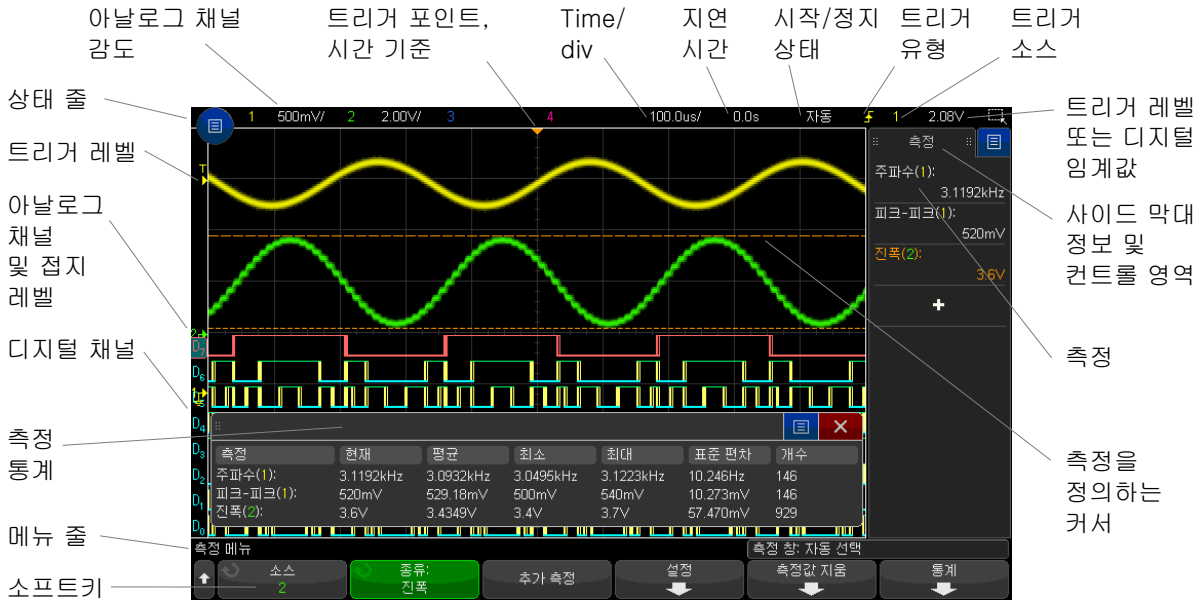 아날로그 채널
감도
트리거 포인트,
시간 기준
Time/
div
지연
시간
시작/정지
상태
트리거
유형
트리거
소스
상태 줄
트리거 레벨
아날로그
채널
및 접지
레벨
디지털 채널
측정
통계
메뉴 줄
소프트키
트리거 레벨
또는 디지털
임계값
사이드 막대
정보 및
컨트롤 영역
측정
측정을
정의하는
커서
1 500mV/ 2 2.00V/ 3 4 100.0us/ 0.0s 자동 1 2.08V
T
측정
주파수(1):
3.1192kHz
피크-피크(1):
520mV
진폭(2):
3.6V
+
2
D7
D6
D4
D3
D2
D1
D0
측정 현재 평균 최소 최대 표준 편차 개수
주파수(1): 3.1192kHz 3.0932kHz 3.0495kHz 3.1223kHz 10.246Hz 146
피크-피크(1): 520mV 529.18mV 500mV 540mV 10.273mV 146
진폭(2): 3.6V 3.4349V 3.4V 3.7V 57.470mV 929
측정 메뉴
측정 창: 자동 선택
소스
2
종류:
진폭
추가 측정
설정
측정값 지움
통계